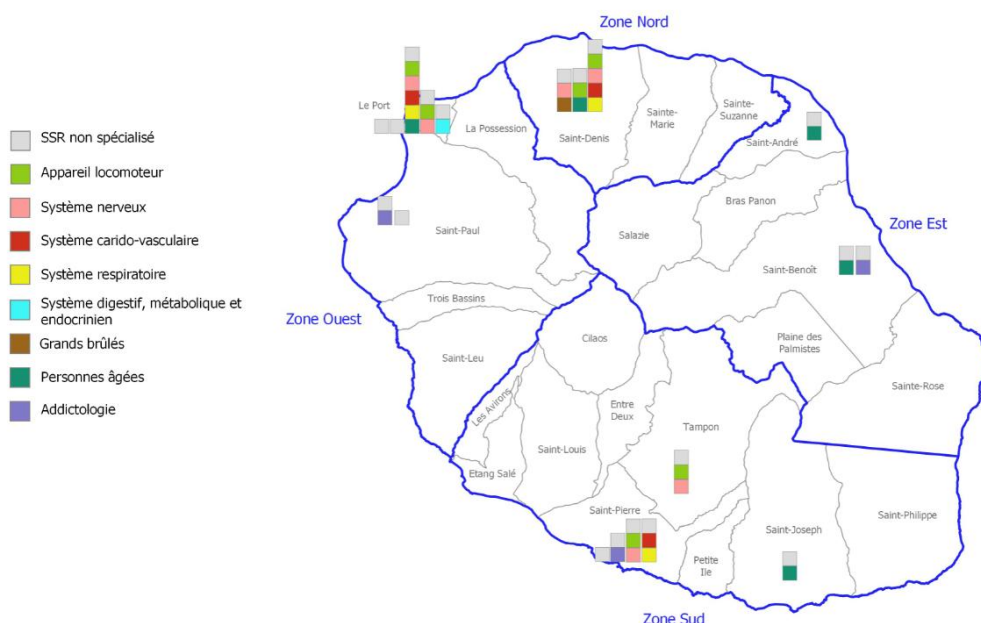 SSR non spécialisé
Appareil locomoteur
Système nerveux
Système carido-vasculaire
Système respiratoire
Système digestif, métabolique et
endocrinien
Grands brûlés
Personnes âgées
Addictologie
Zone Nord
Le Port
La Possession
Saint-Denis
Sainte-
Marie
Sainte-
Suzanne
Saint-André
Bras Panon
Saint-Paul
Salazie
Zone Est
Saint-Benoît
Trois Bassins
Zone Ouest
Cilaos
Plaine des
Palmistes
Saint-Leu
Sainte-Rose
Les Avirons
Entre
Deux
Tampon
Saint-Louis
Etang Salé
Saint-Pierre
Saint-Philippe
Saint-Joseph
Petite
Ile
Zone Sud